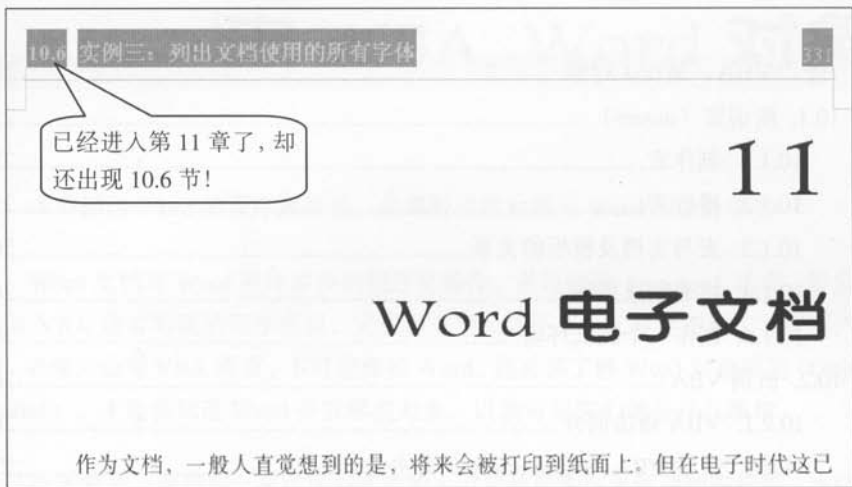 10.6 实例三：列出文档使用的所有字体 331
已经进入第 11 章了，却
还出现 10.6 节！
11
Word 电子文档
作为文档，一般人直觉想到的是，将来会被打印到纸面上。但在电子时代这已